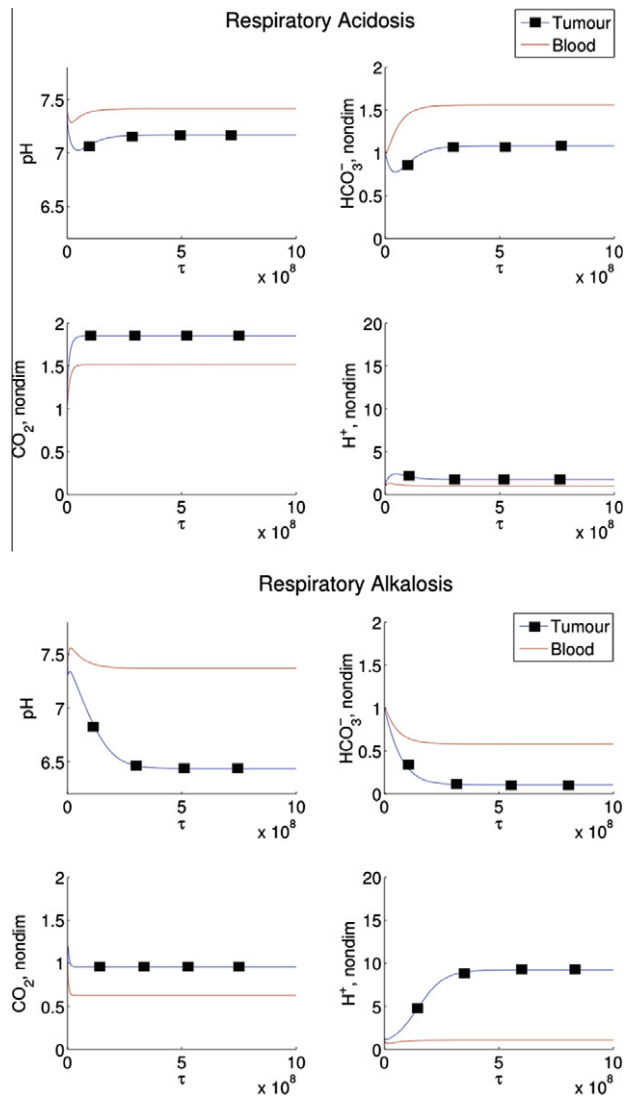 Respiratory Acidosis
Tumour
Blood
pH
7.5
7
6.5
0 5 10
τ
x 10^8
HCO3^-, nondim
2
1.5
1
0.5
0
0 5 10
τ
x 10^8
CO2, nondim
2
1.5
1
0.5
0
0 5 10
τ
x 10^8
H^+, nondim
20
15
10
5
0
0 5 10
τ
x 10^8
Respiratory Alkalosis
Tumour
Blood
pH
7.5
7
6.5
0 5 10
τ
x 10^8
HCO3^-, nondim
2
1.5
1
0.5
0
0 5 10
τ
x 10^8
CO2, nondim
2
1.5
1
0.5
0
0 5 10
τ
x 10^8
H^+, nondim
20
15
10
5
0
0 5 10
τ
x 10^8